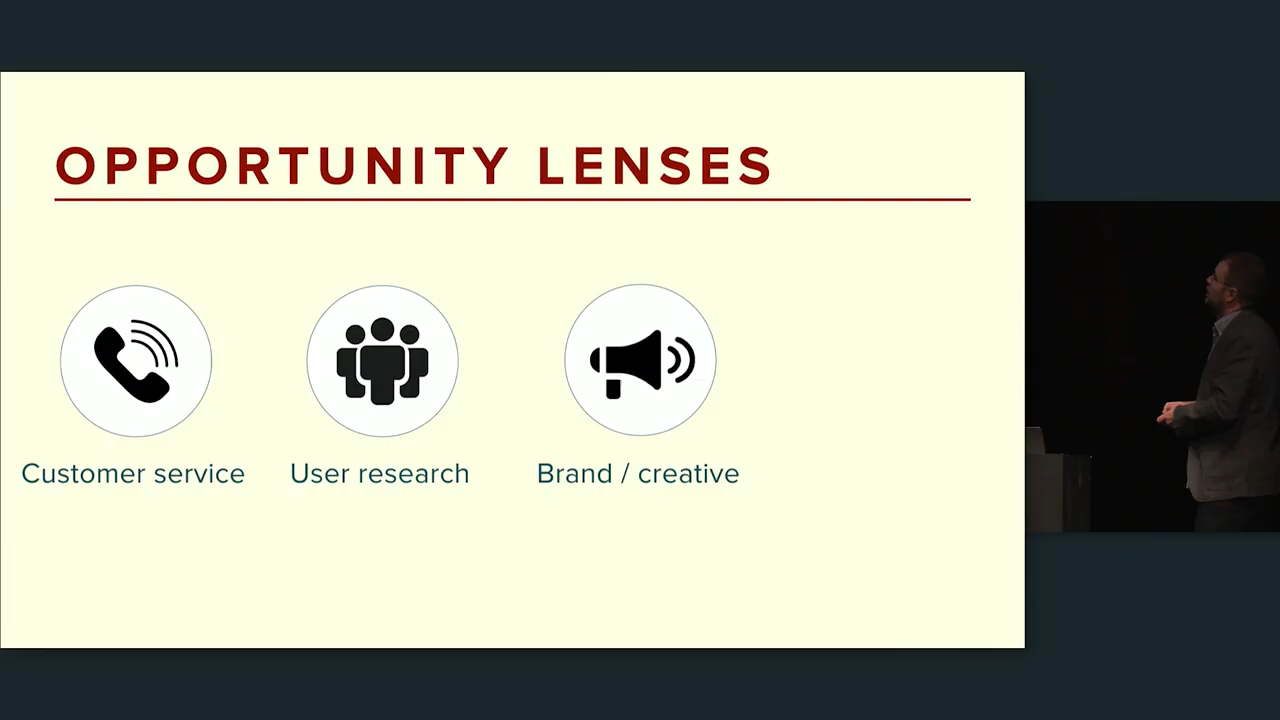 OPPORTUNITY LENSES
Customer service
User research
Brand / creative